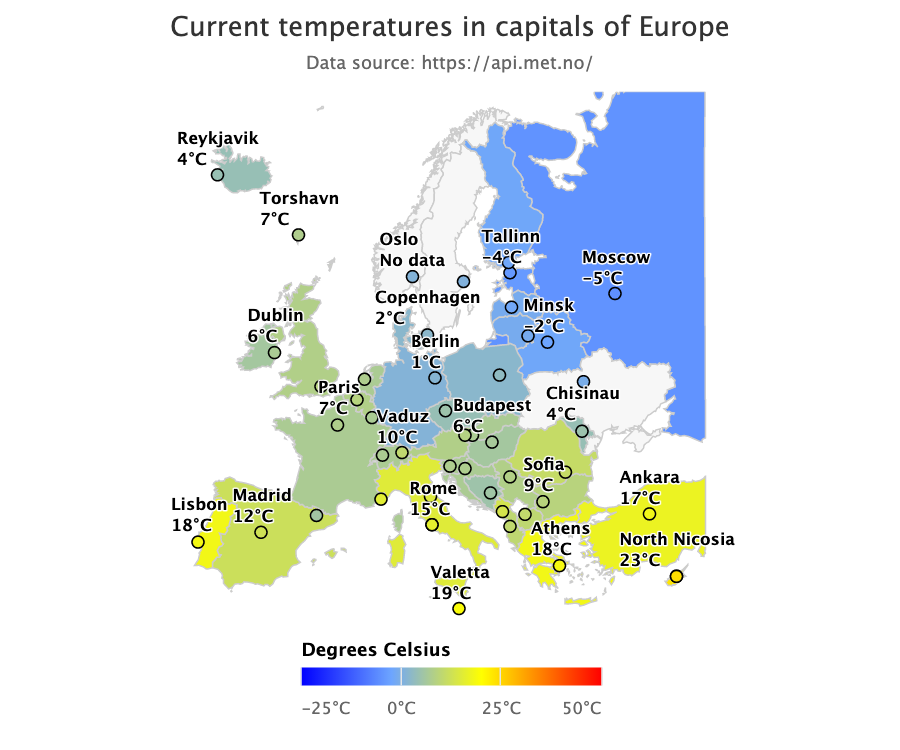 Current temperatures in capitals of Europe
Data source: https://api.met.no/
Reykjavik
4°C
Torshavn
7°C
Oslo
No data
Tallinn
−4°C
Moscow
−5°C
Copenhagen
2°C
Minsk
−2°C
Dublin
6°C
Berlin
1°C
Paris
7°C
Chisinau
4°C
Budapest
6°C
Vaduz
10°C
Sofia
9°C
Ankara
17°C
Rome
15°C
Madrid
12°C
Lisbon
18°C
Athens
18°C
North Nicosia
23°C
Valetta
19°C
Degrees Celsius
−25°C 0°C 25°C 50°C